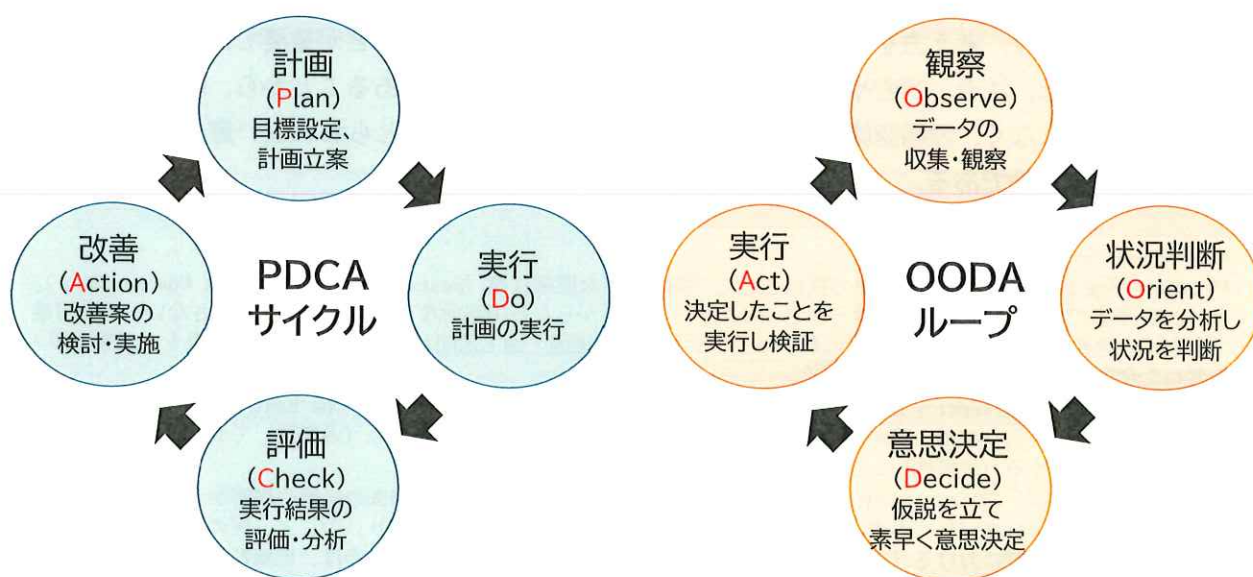 計画
(Plan)
目標設定、
計画立案
実行
(Do)
計画の実行
評価
(Check)
実行結果の
評価・分析
改善
(Action)
改善案の
検討・実施
PDCA
サイクル
観察
(Observe)
データの
収集・観察
状況判断
(Orient)
データを分析し
状況を判断
意思決定
(Decide)
仮説を立て
素早く意思決定
実行
(Act)
決定したことを
実行し検証
OODA
ループ